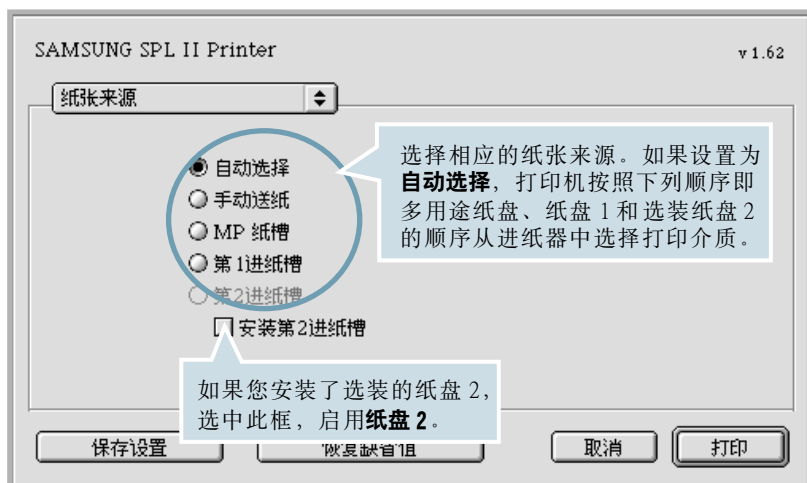 SAMSUNG SPL II Printer
v 1.62
纸张来源
自动选择
手动送纸
MP 纸槽
第1进纸槽
第2进纸槽
安装第2进纸槽
选择相应的纸张来源。如果设置为
自动选择，打印机按照下列顺序即
多用途纸盘、纸盘 1 和选装纸盘 2
的顺序从进纸器中选择打印介质。
如果您安装了选装的纸盘 2，
选中此框，启用纸盘 2。
保存设置
恢复缺省值
取消
打印